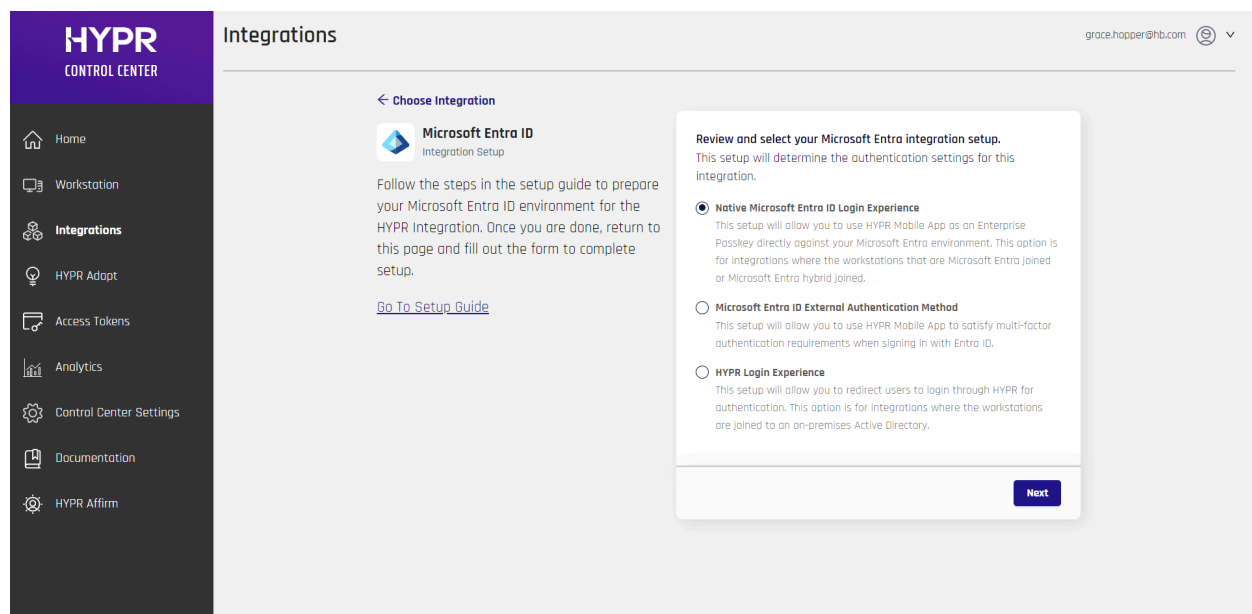 HYPR
CONTROL CENTER
Home
Workstation
Integrations
HYPR Adapt
Access Tokens
Analytics
Control Center Settings
Documentation
HYPR Affirm
Integrations
grace.hopper@hb.com
← Choose Integration
Microsoft Entra ID
Integration Setup
Follow the steps in the setup guide to prepare
your Microsoft Entra ID environment for the
HYPR Integration. Once you are done, return to
this page and fill out the form to complete
setup.
Go To Setup Guide
Review and select your Microsoft Entra integration setup.
This setup will determine the authentication settings for this
integration.
Native Microsoft Entra ID Login Experience
This setup will allow you to use HYPR Mobile App as an Enterprise
Passkey directly against your Microsoft Entra environment. This option is
for integrations where the workstations that are Microsoft Entra joined
or Microsoft Entra hybrid joined.
Microsoft Entra ID External Authentication Method
This setup will allow you to use HYPR Mobile App to satisfy multi-factor
authentication requirements when signing in with Entra ID.
HYPR Login Experience
This setup will allow you to redirect users to login through HYPR for
authentication. This option is for integrations where the workstations
are joined to an on-premises Active Directory.
Next